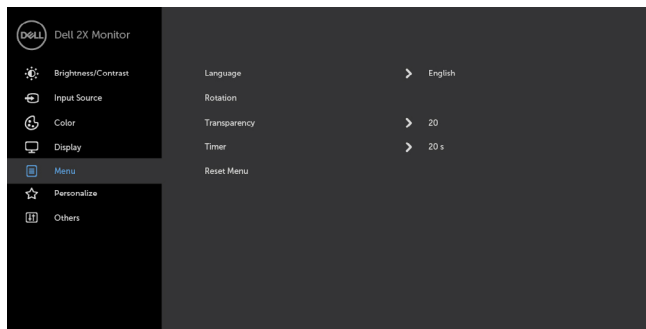 DELL Dell 2X Monitor
Brightness/Contrast
Input Source
Color
Display
Menu
Personalize
Others
Language English
Rotation
Transparency 20
Timer 20 s
Reset Menu